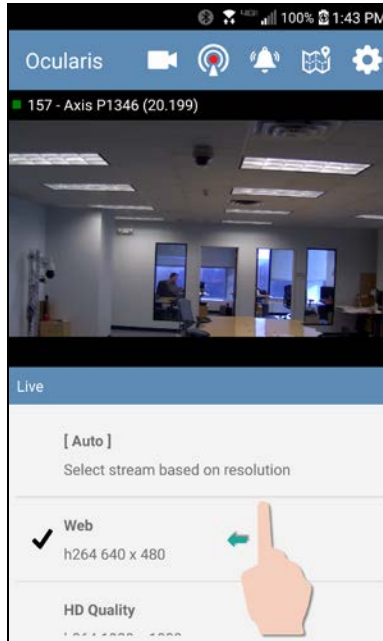 100% 1:43 PM
Ocularis
157 - Axis P1346 (20.199)
Live
[ Auto ]
Select stream based on resolution
Web
h264 640 x 480
HD Quality